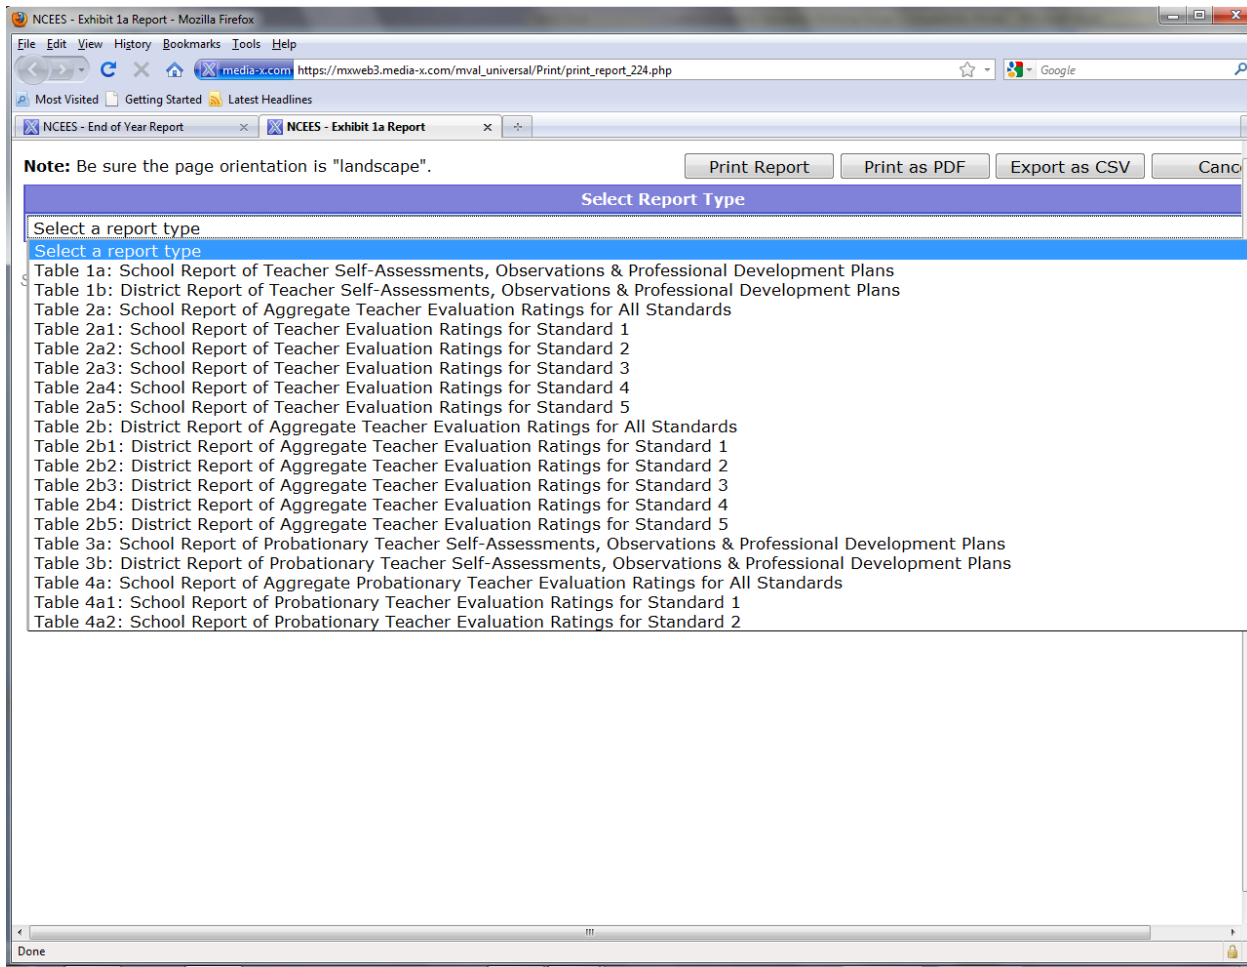 NCEES - Exhibit 1a Report - Mozilla Firefox
File Edit View History Bookmarks Tools Help
media-x.com https://mxweb3.media-x.com/mval_universal/Print/print_report_224.php Google
Most Visited Getting Started Latest Headlines
NCEES - End of Year Report NCEES - Exhibit 1a Report
Note: Be sure the page orientation is "landscape". Print Report Print as PDF Export as CSV Canc
Select Report Type
Select a report type
Select a report type
Table 1a: School Report of Teacher Self-Assessments, Observations & Professional Development Plans
Table 1b: District Report of Teacher Self-Assessments, Observations & Professional Development Plans
Table 2a: School Report of Aggregate Teacher Evaluation Ratings for All Standards
Table 2a1: School Report of Teacher Evaluation Ratings for Standard 1
Table 2a2: School Report of Teacher Evaluation Ratings for Standard 2
Table 2a3: School Report of Teacher Evaluation Ratings for Standard 3
Table 2a4: School Report of Teacher Evaluation Ratings for Standard 4
Table 2a5: School Report of Teacher Evaluation Ratings for Standard 5
Table 2b: District Report of Aggregate Teacher Evaluation Ratings for All Standards
Table 2b1: District Report of Aggregate Teacher Evaluation Ratings for Standard 1
Table 2b2: District Report of Aggregate Teacher Evaluation Ratings for Standard 2
Table 2b3: District Report of Aggregate Teacher Evaluation Ratings for Standard 3
Table 2b4: District Report of Aggregate Teacher Evaluation Ratings for Standard 4
Table 2b5: District Report of Aggregate Teacher Evaluation Ratings for Standard 5
Table 3a: School Report of Probationary Teacher Self-Assessments, Observations & Professional Development Plans
Table 3b: District Report of Probationary Teacher Self-Assessments, Observations & Professional Development Plans
Table 4a: School Report of Aggregate Probationary Teacher Evaluation Ratings for All Standards
Table 4a1: School Report of Probationary Teacher Evaluation Ratings for Standard 1
Table 4a2: School Report of Probationary Teacher Evaluation Ratings for Standard 2
Done